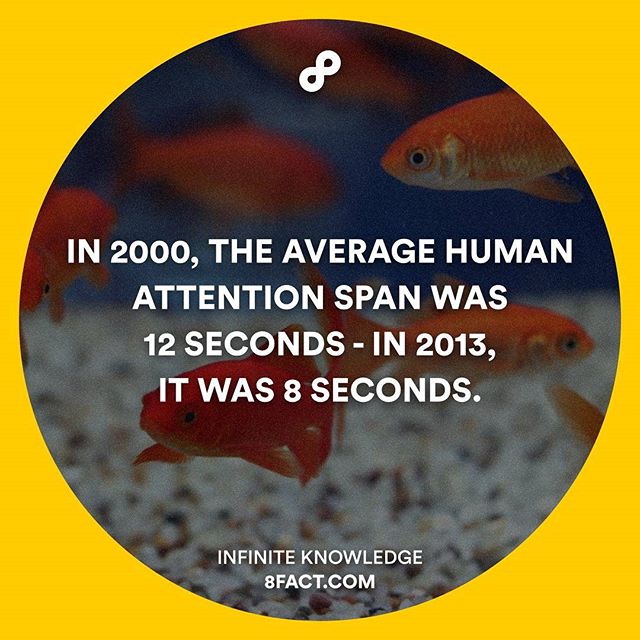 IN 2000, THE AVERAGE HUMAN
ATTENTION SPAN WAS
12 SECONDS - IN 2013,
IT WAS 8 SECONDS.
INFINITE KNOWLEDGE
8FACT.COM